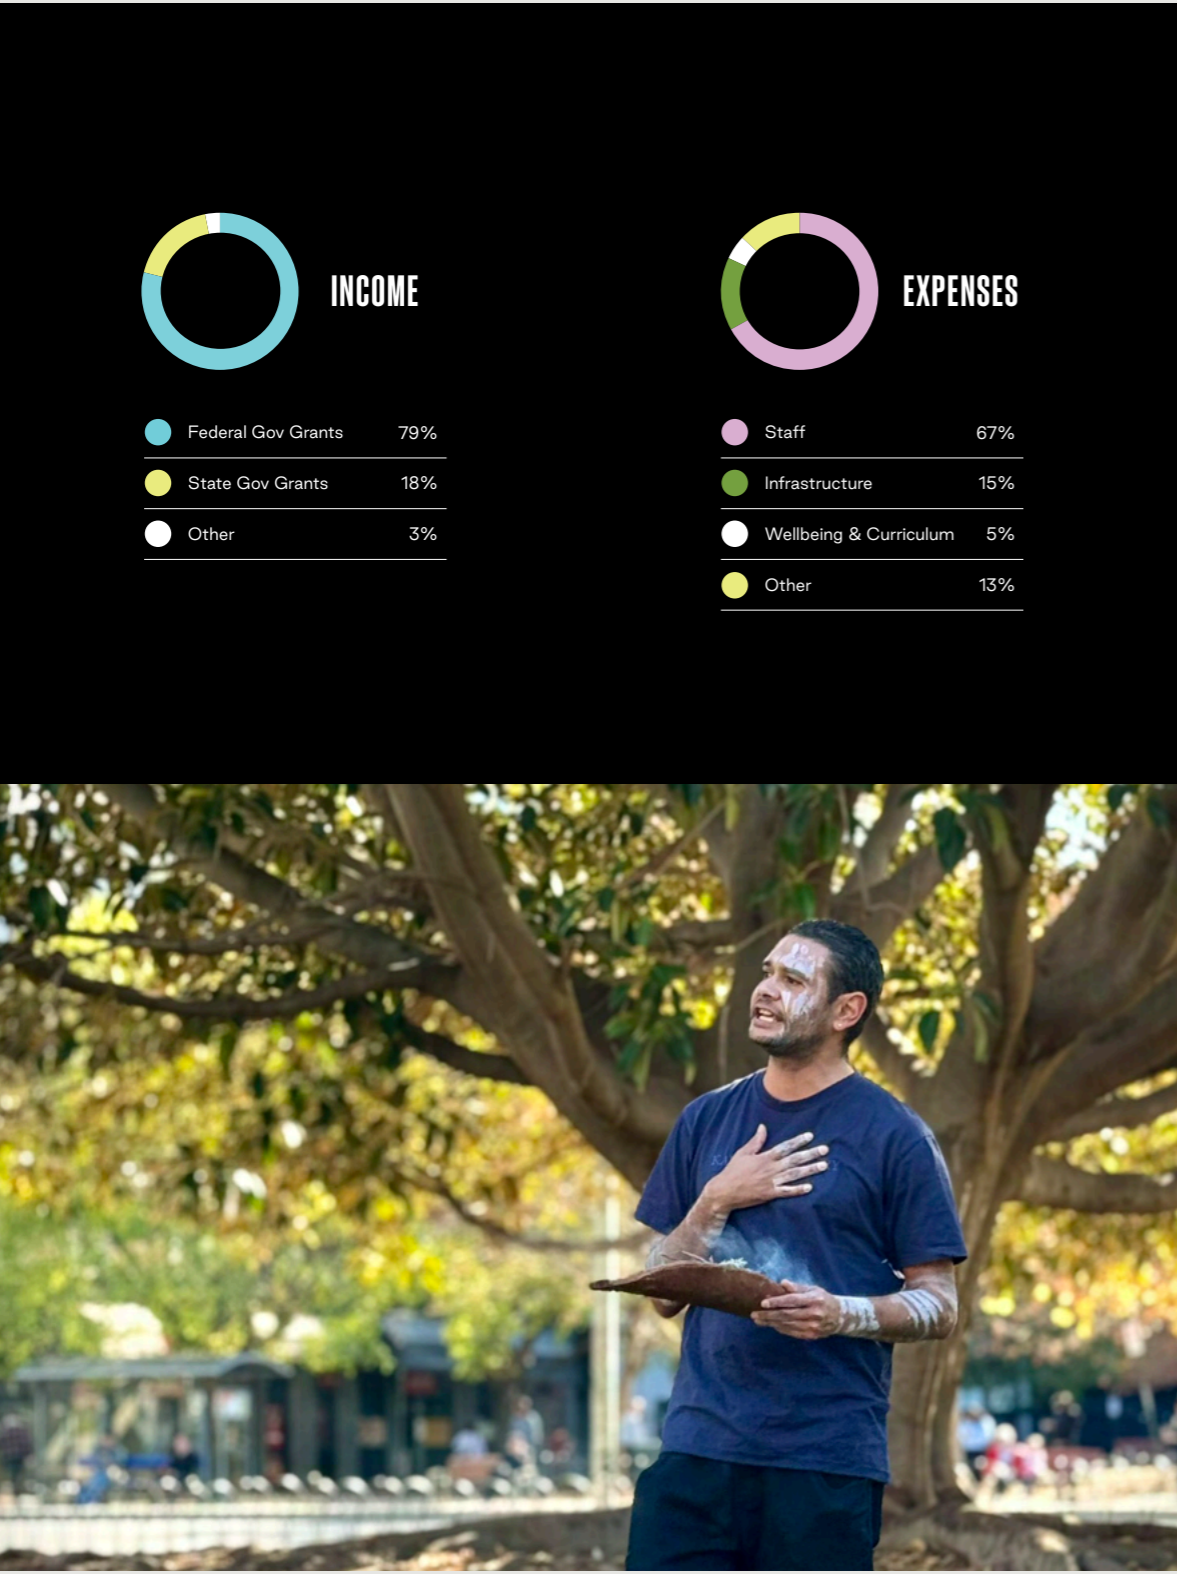 INCOME
Federal Gov Grants 79%
State Gov Grants 18%
Other 3%
EXPENSES
Staff 67%
Infrastructure 15%
Wellbeing & Curriculum 5%
Other 13%